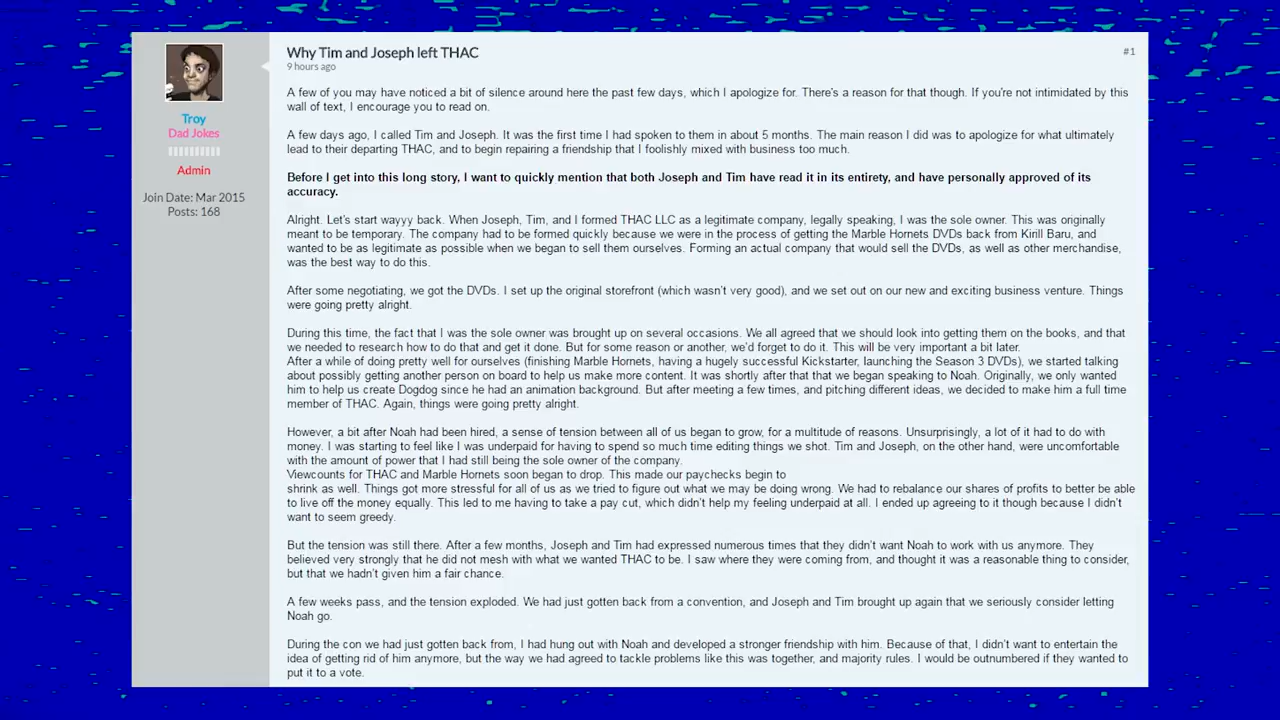 Why Tim and Joseph left THAC
#1
9 hours ago
Troy
Dad Jokes
Admin
Join Date: Mar 2015
Posts: 168
A few of you may have noticed a bit of silence around here the past few days, which I apologize for. There's a reason for that though. If you're not intimidated by this
wall of text, I encourage you to read on.
A few days ago, I called Tim and Joseph. It was the first time I had spoken to them in about 5 months. The main reason I did was to apologize for what ultimately
lead to their departing THAC, and to begin repairing a friendship that I foolishly mixed with business too much.
Before I get into this long story, I want to quickly mention that both Joseph and Tim have read it in its entirety, and have personally approved of its
accuracy.
Alright. Let's start wayyy back. When Joseph, Tim, and I formed THAC LLC as a legitimate company, legally speaking, I was the sole owner. This was originally
meant to be temporary. The company had to be formed quickly because we were in the process of getting the Marble Hornets DVDs back from Kirill Baru, and
wanted to be as legitimate as possible when we began to sell them ourselves. Forming an actual company that would sell the DVDs, as well as other merchandise,
was the best way to do this.
After some negotiating, we got the DVDs. I set up the original storefront (which wasn't very good), and we set out on our new and exciting business venture. Things
were going pretty alright.
During this time, the fact that I was the sole owner was brought up on several occasions. We all agreed that we should look into getting them on the books, and that
we needed to research how to do that and get it done. But for some reason or another, we'd forget to do it. This will be very important a bit later.
After a while of doing pretty well for ourselves (finishing Marble Hornets, having a hugely successful Kickstarter, launching the Season 3 DVDs), we started talking
about possibly getting another person on board to help us make more content. It was shortly after that that we began speaking to Noah. Originally, we only wanted
him to help us create Dogdog since he had an animation background. But after meeting a few times, and pitching different ideas, we decided to make him a full time
member of THAC. Again, things were going pretty alright.
However, a bit after Noah had been hired, a sense of tension between all of us began to grow, for a multitude of reasons. Unsurprisingly, a lot of it had to do with
money. I was starting to feel like I was underpaid for having to spend so much time editing things we shot. Tim and Joseph, on the other hand, were uncomfortable
with the amount of power that I had still being the sole owner of the company.
Viewcounts for THAC and Marble Hornets soon began to drop. This made our paychecks begin to
shrink as well. Things got more stressful for all of us as we tried to figure out what we may be doing wrong. We had to rebalance our shares of profits to better be able
to live off the money equally. This led to me having to take a pay cut, which didn't help my feeling underpaid at all. I ended up agreeing to it though because I didn't
want to seem greedy.
But the tension was still there. After a few months, Joseph and Tim had expressed numerous times that they didn't want Noah to work with us anymore. They
believed very strongly that he did not mesh with what we wanted THAC to be. I saw where they were coming from, and thought it was a reasonable thing to consider,
but that we hadn't given him a fair chance.
A few weeks pass, and the tension exploded. We had just gotten back from a convention, and Joseph and Tim brought up again that we seriously consider letting
Noah go.
During the con we had just gotten back from, I had hung out with Noah and developed a stronger friendship with him. Because of that, I didn't want to entertain the
idea of getting rid of him anymore, but the way we had agreed to tackle problems like this was together, and majority rules. I would be outnumbered if they wanted to
put it to a vote.